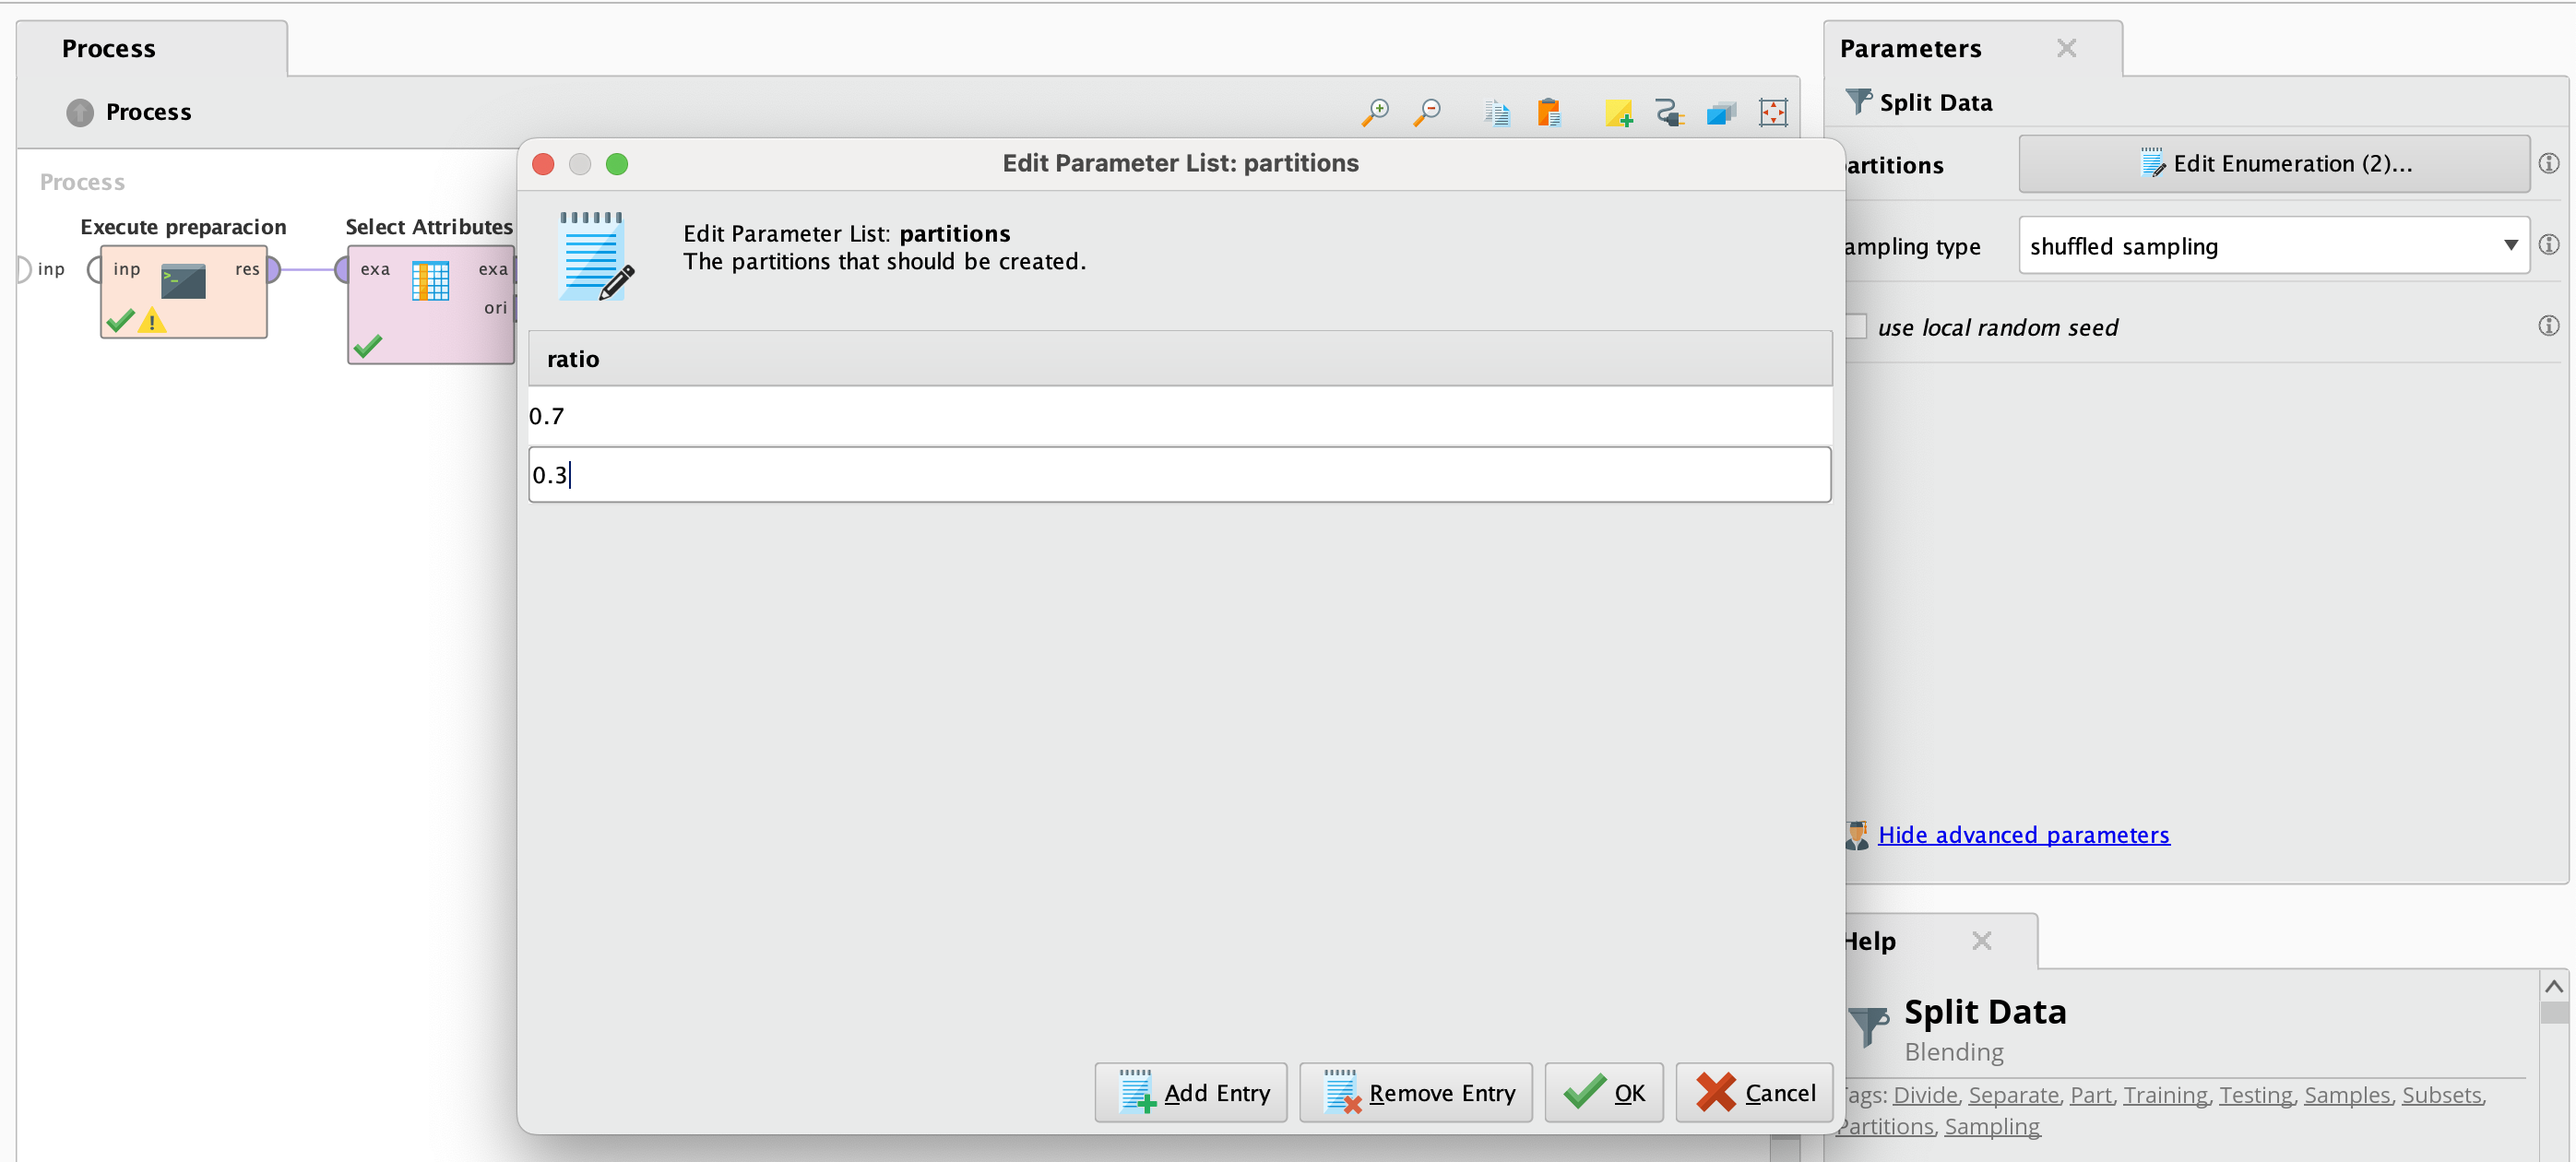 Process
Process
Process
Execute preparacion
inp
inp
res
Select Attributes
exa
exa
ori
Edit Parameter List: partitions
Edit Parameter List: partitions
The partitions that should be created.
ratio
0.7
0.3
Add Entry
Remove Entry
OK
Cancel
Parameters
Split Data
artitions
Edit Enumeration (2)...
ampling type
shuffled sampling
use local random seed
Hide advanced parameters
Help
Split Data
Blending
Tags: Divide, Separate, Part, Training, Testing, Samples, Subsets,
Partitions, Sampling